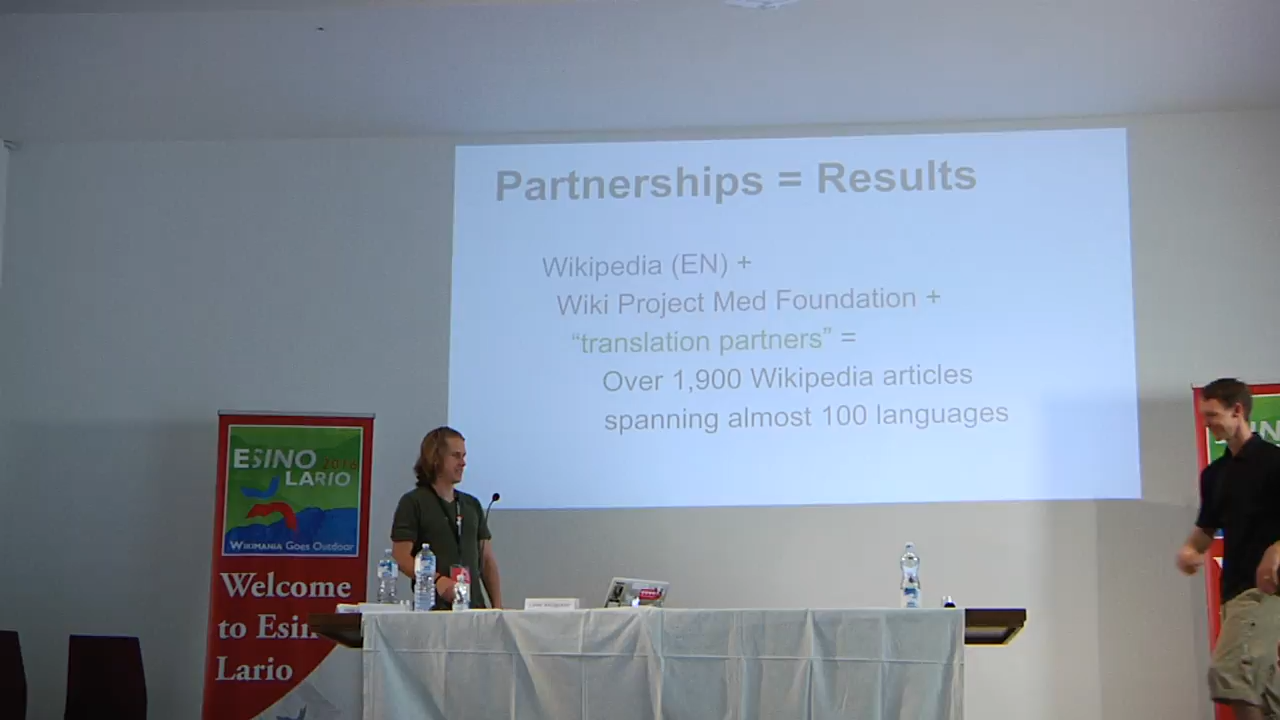 Partnerships = Results
Wikipedia (EN) +
Wiki Project Med Foundation +
“translation partners” =
Over 1,900 Wikipedia articles
spanning almost 100 languages
ESINO 2016
LARIO
WIKIMANIA GOES OUTDOOR
Welcome
to Esin
Lario